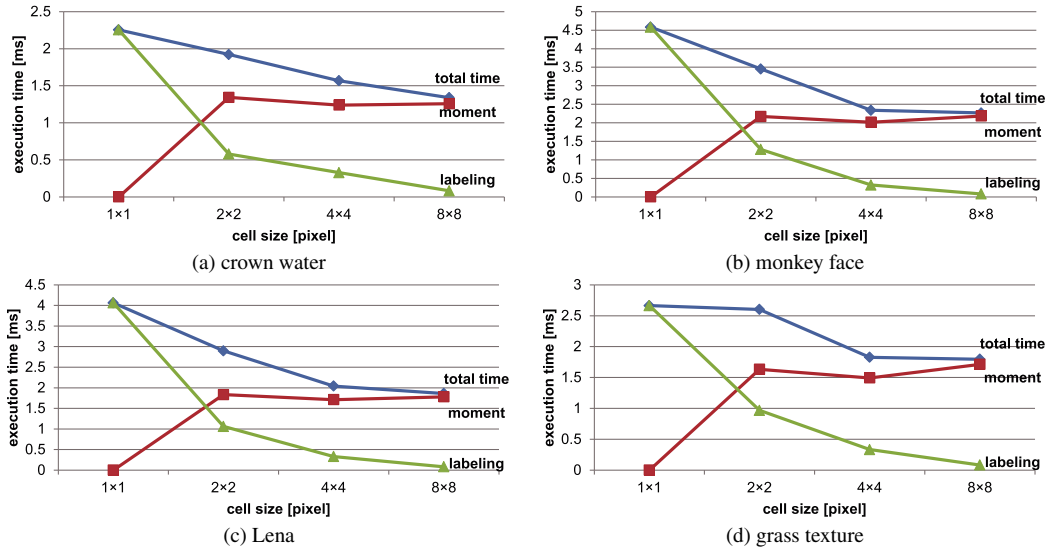 2.5
2
1.5
1
0.5
0
execution time [ms]
total time
moment
labeling
1×1 2×2 4×4 8×8
cell size [pixel]
(a) crown water
5
4.5
4
3.5
3
2.5
2
1.5
1
0.5
0
execution time [ms]
total time
moment
labeling
1×1 2×2 4×4 8×8
cell size [pixel]
(b) monkey face
4.5
4
3.5
3
2.5
2
1.5
1
0.5
0
execution time [ms]
total time
moment
labeling
1×1 2×2 4×4 8×8
cell size [pixel]
(c) Lena
3
2.5
2
1.5
1
0.5
0
execution time [ms]
total time
moment
labeling
1×1 2×2 4×4 8×8
cell size [pixel]
(d) grass texture